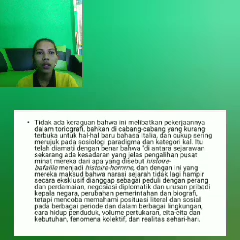 • Tidak ada keraguan bahwa ini melibatkan pekerjaannya
dalam toricgrafi, bahkan di cabang-cabang yang kurang
terbuka untuk hal-hal baru bahasa Italia, dan cukup sering
merujuk pada sosiologi paradigma dan kategori kal. Itu
telah diamati dengan benar bahwa 'di antara sejarawan
sekarang ada kesadaran yang jelas pengalihan pusat
minat mereka dari apa yang disebut histoire-
bataille menjadi histoire-homme, dan dengan ini yang
mereka maksud bahwa narasi sejarah tidak lagi hampir
secara eksklusif dianggap sebagai peduli dengan perang
dan perdamaian, negosiasi diplomatik dan urusan pribadi
kepala negara, perubahan pemerintahan dan biografi,
tetapi mencoba memahami positusasi literal dan sosial
pada berbagai periode dan dalam berbagai lingkungan,
cara hidup penduduk, volume pertukaran, cita cita dan
kebutuhan, fenomena kolektif, dan realitas sehari-hari.